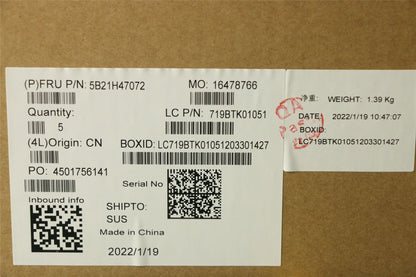 (P)FRU P/N: 5B21H47072 MO: 16478766
Quantity: LC P/N: 719BTK01051
5
(4L)Origin: CN BOXID: LC719BTK01051203301427
PO: 4501756141
Serial No
Inbound info
SHIPTO:
SUS
Made in China
2022/1/19
净重: WEIGHT: 1.39 Kg
QA
DATE: 2022/1/19 10:47:07
BOXID:
LC719BTK01051203301427